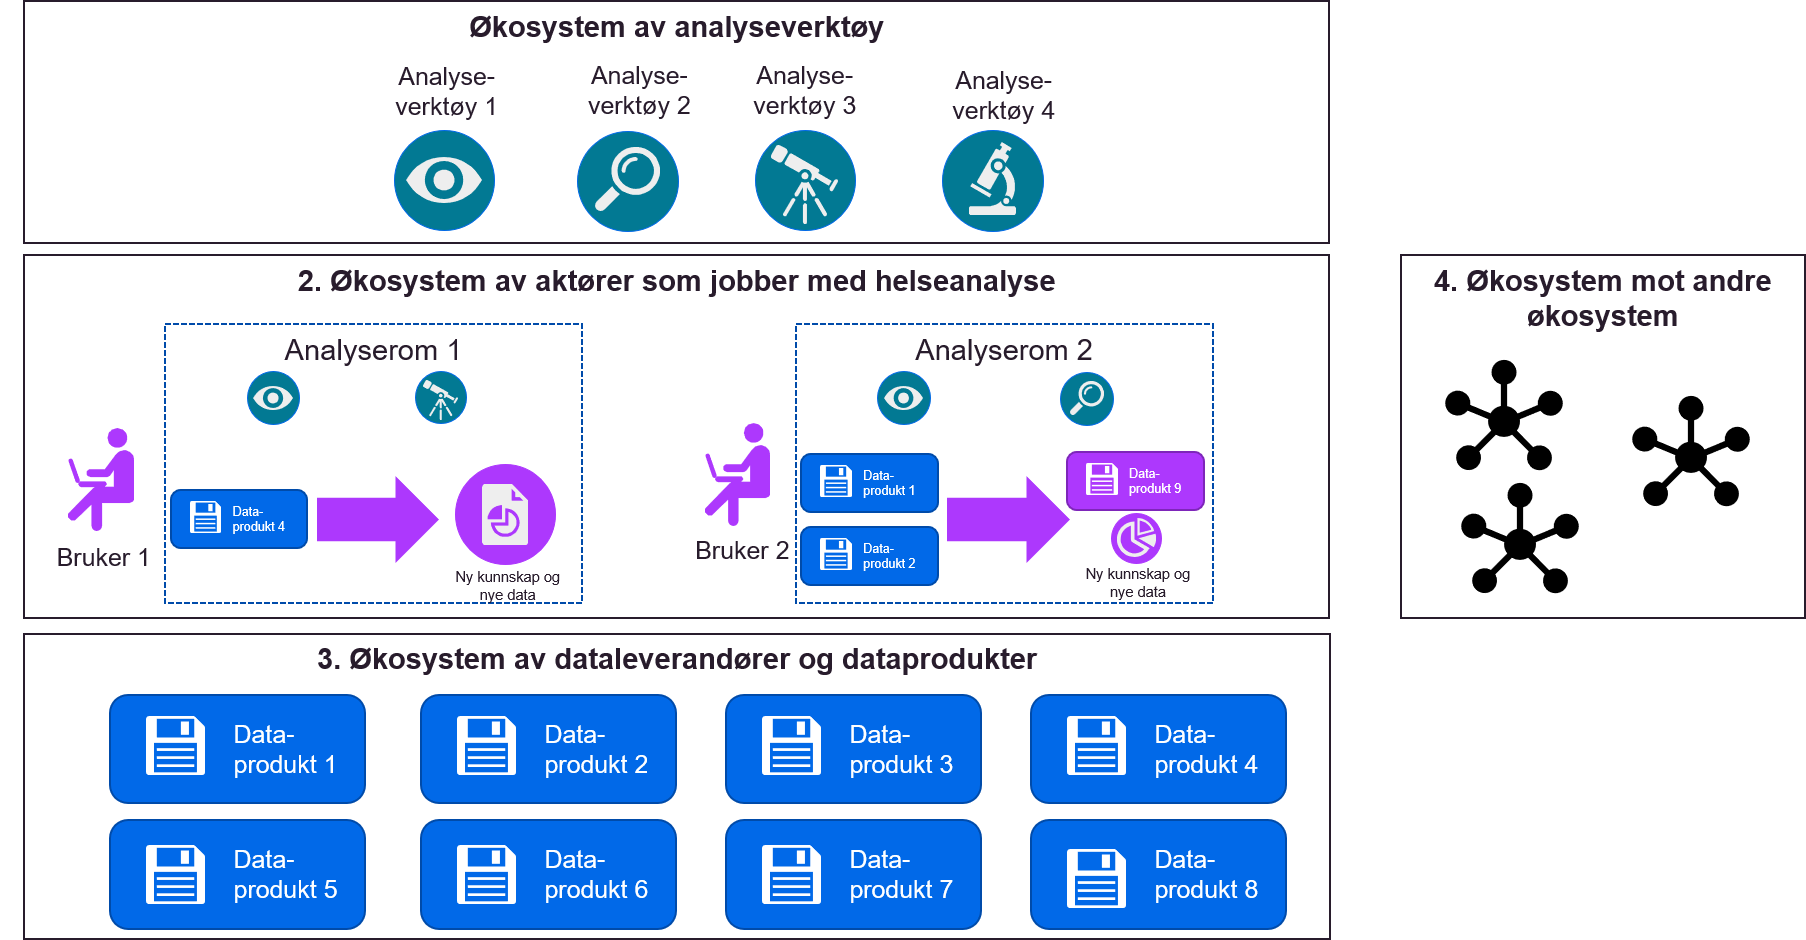 Økosystem av analyseverktøy
Analyse-
verktøy 1
Analyse-
verktøy 2
Analyse-
verktøy 3
Analyse-
verktøy 4
2. Økosystem av aktører som jobber med helseanalyse
Analyserom 1
Bruker 1
Data-
produkt 4
Ny kunnskap og
nye data
Analyserom 2
Bruker 2
Data-
produkt 1
Data-
produkt 2
Data-
produkt 9
Ny kunnskap og
nye data
4. Økosystem mot andre
økosystem
3. Økosystem av dataleverandører og dataprodukter
Data-
produkt 1
Data-
produkt 2
Data-
produkt 3
Data-
produkt 4
Data-
produkt 5
Data-
produkt 6
Data-
produkt 7
Data-
produkt 8